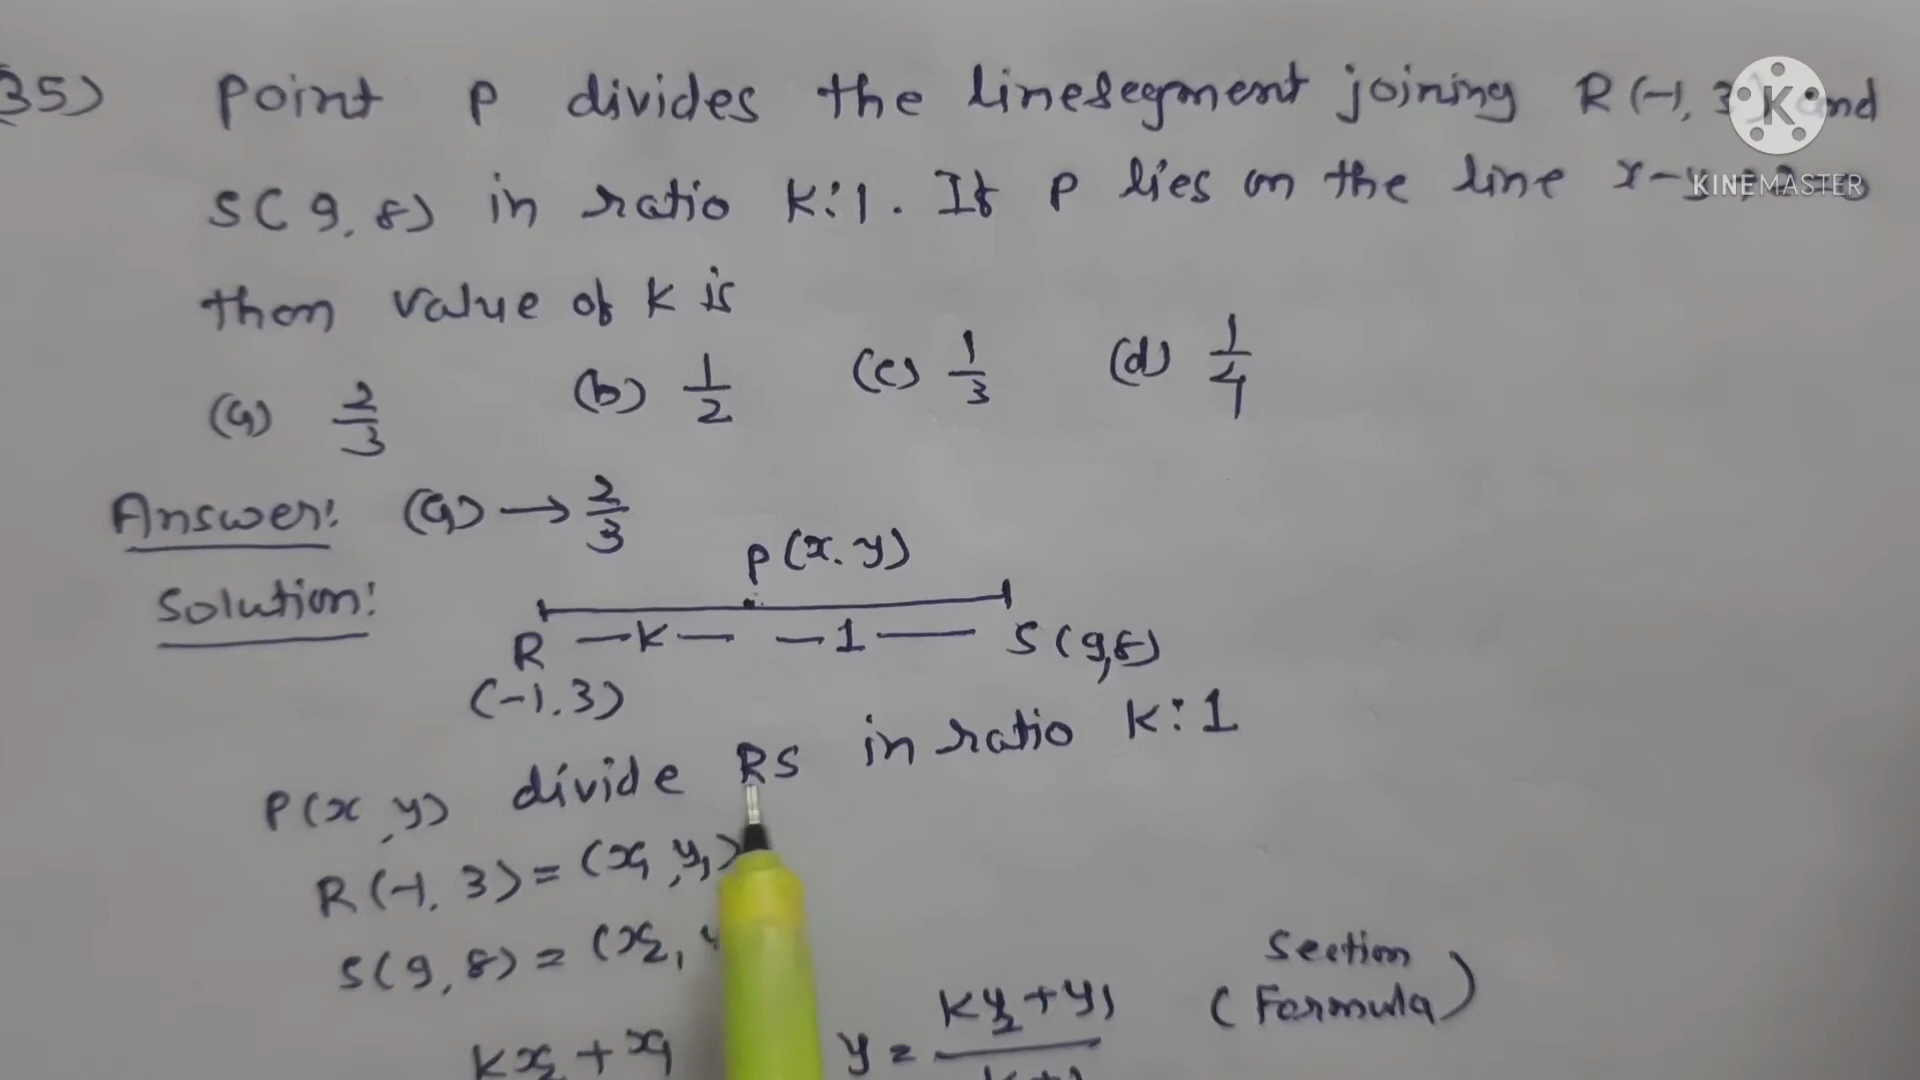 35) Point P divides the linesegment joining R(-1, 3) and
S(9, 8) in ratio K:1. If P lies on the line x-y+2=0
then value of K is
(a) 2/3 (b) 1/2 (c) 1/3 (d) 1/4
Answer: (a) → 2/3
Solution:
P(x.y)
R —K— —1— S(9,8)
(-1.3)
P(x,y) divide RS in ratio K:1
R(-1, 3) = (x1, y1)
S(9, 8) = (x2,
Kx2 + x1 y = Ky2 + y1 / K+1 (Section Formula)
KINEMASTER